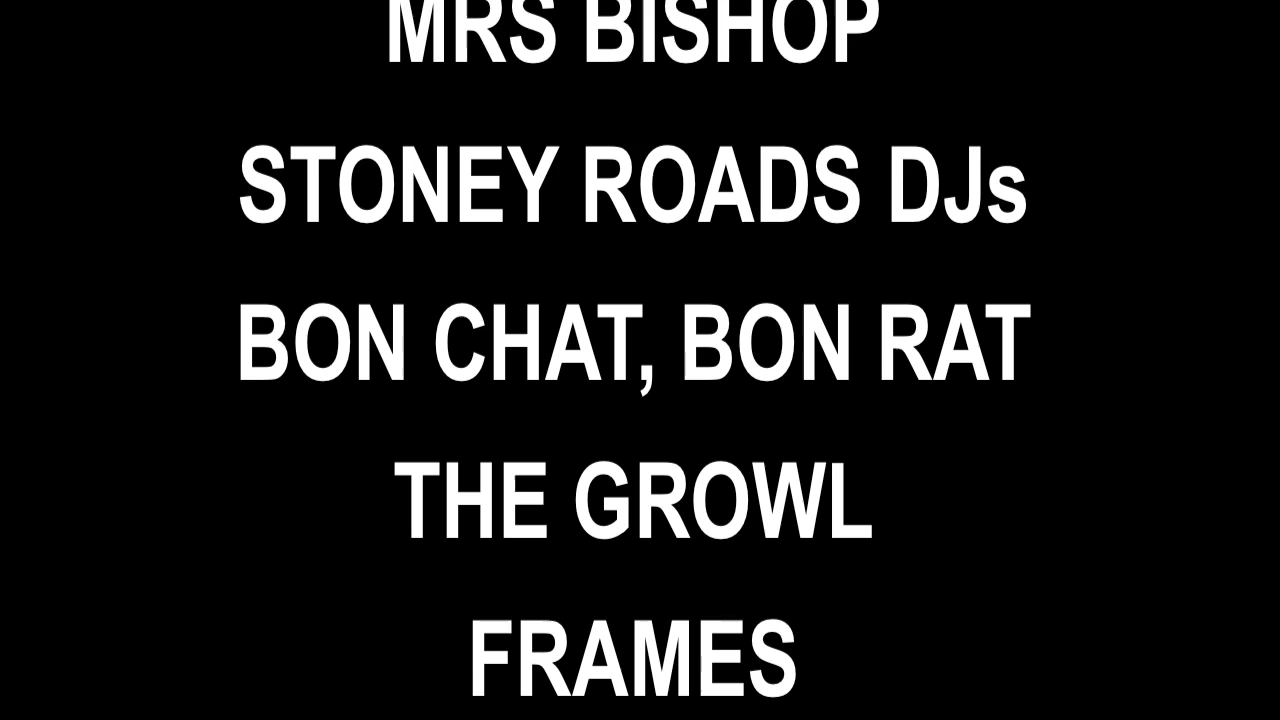 MRS BISHOP
STONEY ROADS DJs
BON CHAT, BON RAT
THE GROWL
FRAMES